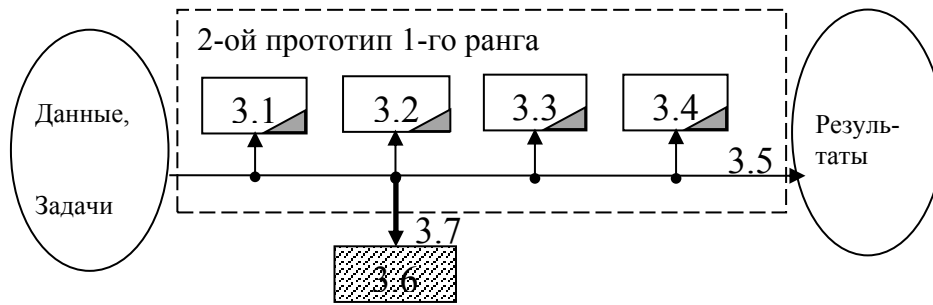 2-ой прототип 1-го ранга
3.1
3.2
3.3
3.4
Данные,
Задачи
3.5
Резуль-
таты
3.7
3.6